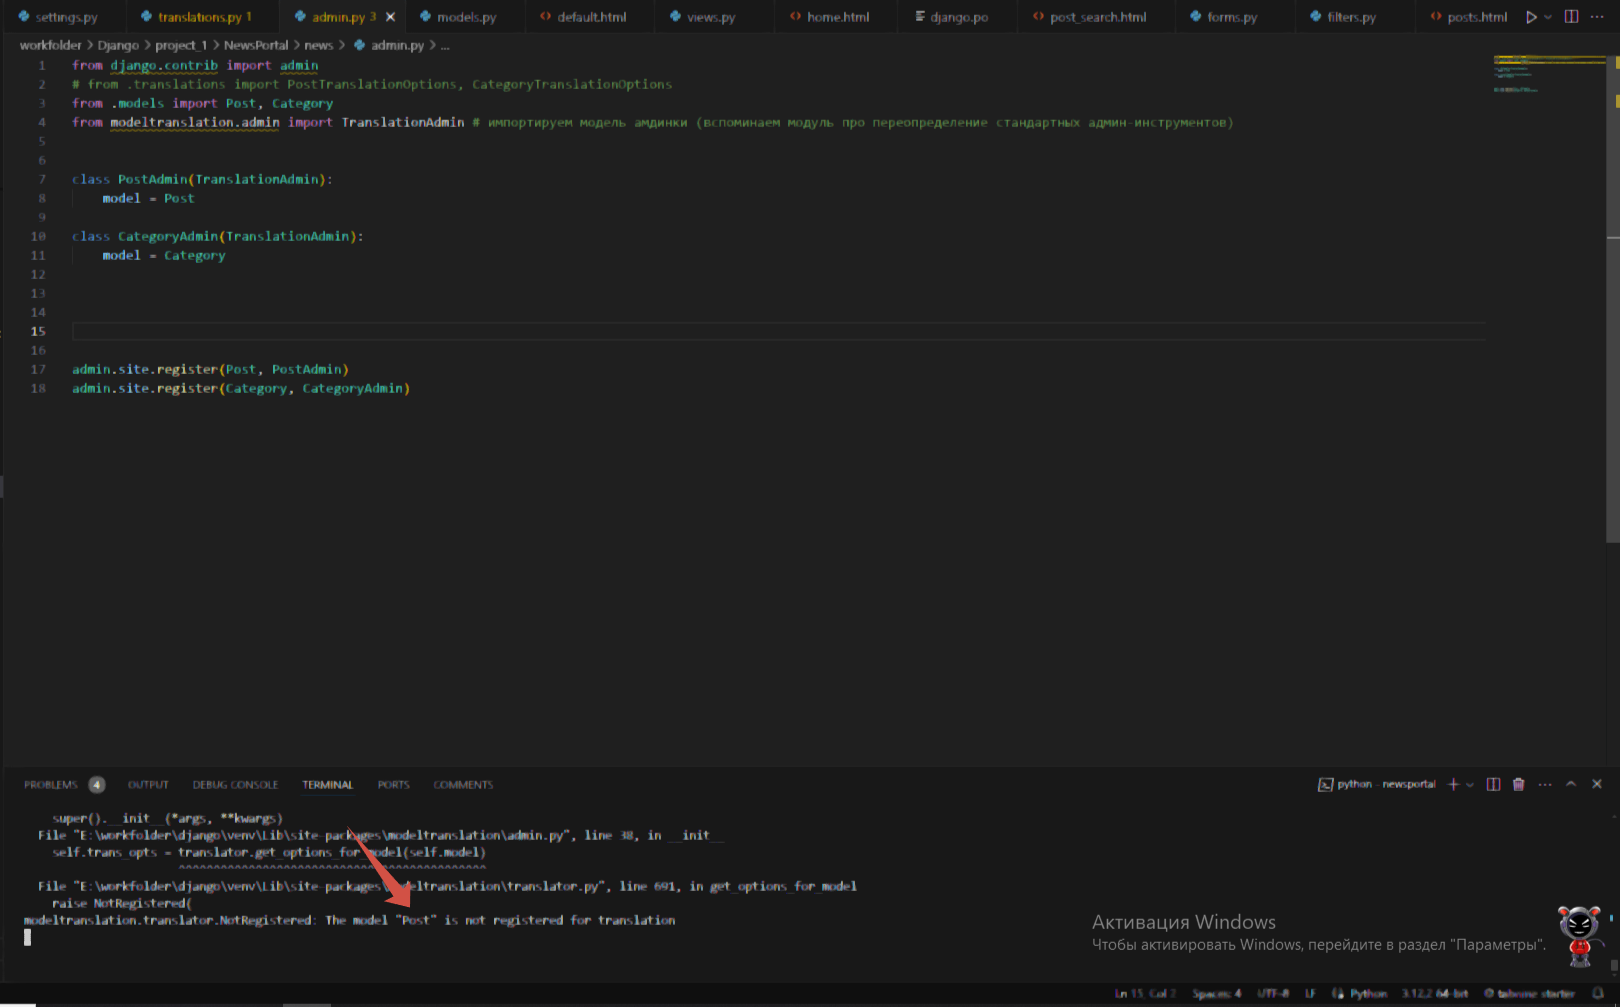 settings.py translations.py 1 admin.py 3 models.py default.html views.py home.html django.po post_search.html forms.py filters.py posts.html
workfolder > Django > project_1 > NewsPortal > news > admin.py > ...
1 from django.contrib import admin
2 # from .translations import PostTranslationOptions, CategoryTranslationOptions
3 from .models import Post, Category
4 from modeltranslation.admin import TranslationAdmin # импортируем модель амдинки (вспоминаем модуль про переопределение стандартных админ-инструментов)
5
6
7 class PostAdmin(TranslationAdmin):
8 model = Post
9
10 class CategoryAdmin(TranslationAdmin):
11 model = Category
12
13
14
15
16
17 admin.site.register(Post, PostAdmin)
18 admin.site.register(Category, CategoryAdmin)
PROBLEMS 4 OUTPUT DEBUG CONSOLE TERMINAL PORTS COMMENTS python - newsportal
super().__init__(*args, **kwargs)
File "E:\workfolder\django\venv\Lib\site-packages\modeltranslation\admin.py", line 38, in __init__
self.trans_opts = translator.get_options_for_model(self.model)
^^^^^^^^^^^^^^^^^^^^^^^^^^^^^^^^^^^^^^^^
File "E:\workfolder\django\venv\Lib\site-packages\modeltranslation\translator.py", line 691, in get_options_for_model
raise NotRegistered(
modeltranslation.translator.NotRegistered: The model "Post" is not registered for translation
Активация Windows
Чтобы активировать Windows, перейдите в раздел "Параметры".
Ln 15, Col 2 Spaces: 4 UTF-8 LF Python 3.12.2 64-bit tabnine starter